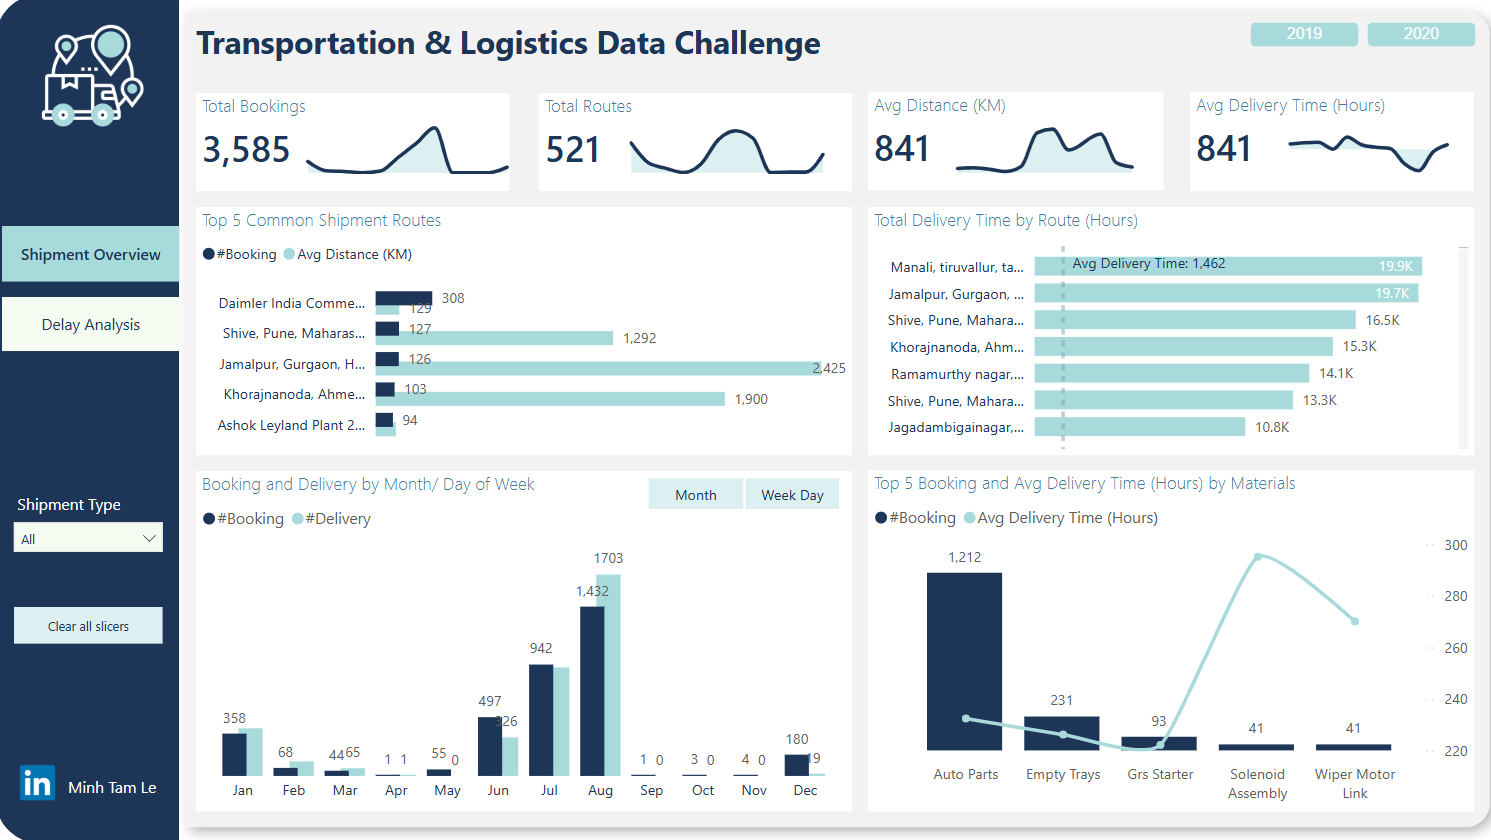 Transportation & Logistics Data Challenge
2019
2020
Total Bookings
3,585
Total Routes
521
Avg Distance (KM)
841
Avg Delivery Time (Hours)
841
Shipment Overview
Delay Analysis
Shipment Type
All
Clear all slicers
in
Minh Tam Le
Top 5 Common Shipment Routes
#Booking Avg Distance (KM)
Daimler India Comme... 308
129
Shive, Pune, Maharas... 127
1,292
Jamalpur, Gurgaon, H... 126
2,425
Khorajnanoda, Ahme... 103
1,900
Ashok Leyland Plant 2... 94
Total Delivery Time by Route (Hours)
Avg Delivery Time: 1,462
Manali, tiruvallur, ta... 19.9K
Jamalpur, Gurgaon, ... 19.7K
Shive, Pune, Mahara... 16.5K
Khorajnanoda, Ahm... 15.3K
Ramamurthy nagar,... 14.1K
Shive, Pune, Mahara... 13.3K
Jagadambigainagar,... 10.8K
Booking and Delivery by Month/ Day of Week
Month
Week Day
#Booking #Delivery
1703
1,432
942
497
326
358
68
44 65
1 1
55 0
1 0
3 0
4 0
180
19
Jan Feb Mar Apr May Jun Jul Aug Sep Oct Nov Dec
Top 5 Booking and Avg Delivery Time (Hours) by Materials
#Booking Avg Delivery Time (Hours)
1,212
231
93
41
41
300
280
260
240
220
Auto Parts
Empty Trays
Grs Starter
Solenoid
Assembly
Wiper Motor
Link